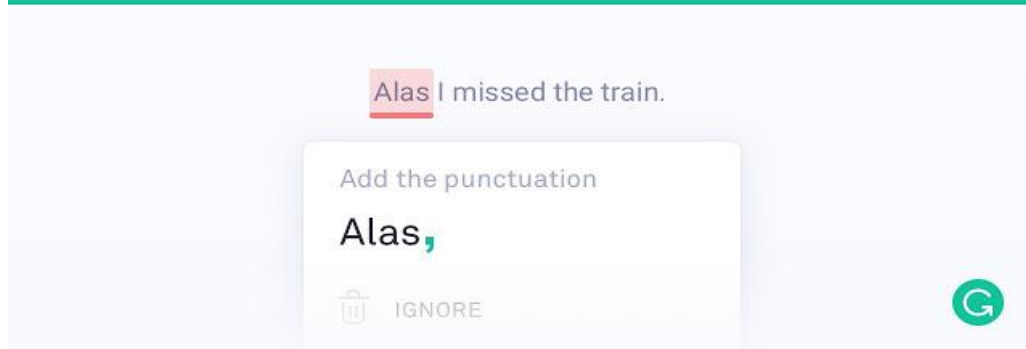 Alas I missed the train.
Add the punctuation
Alas,
IGNORE